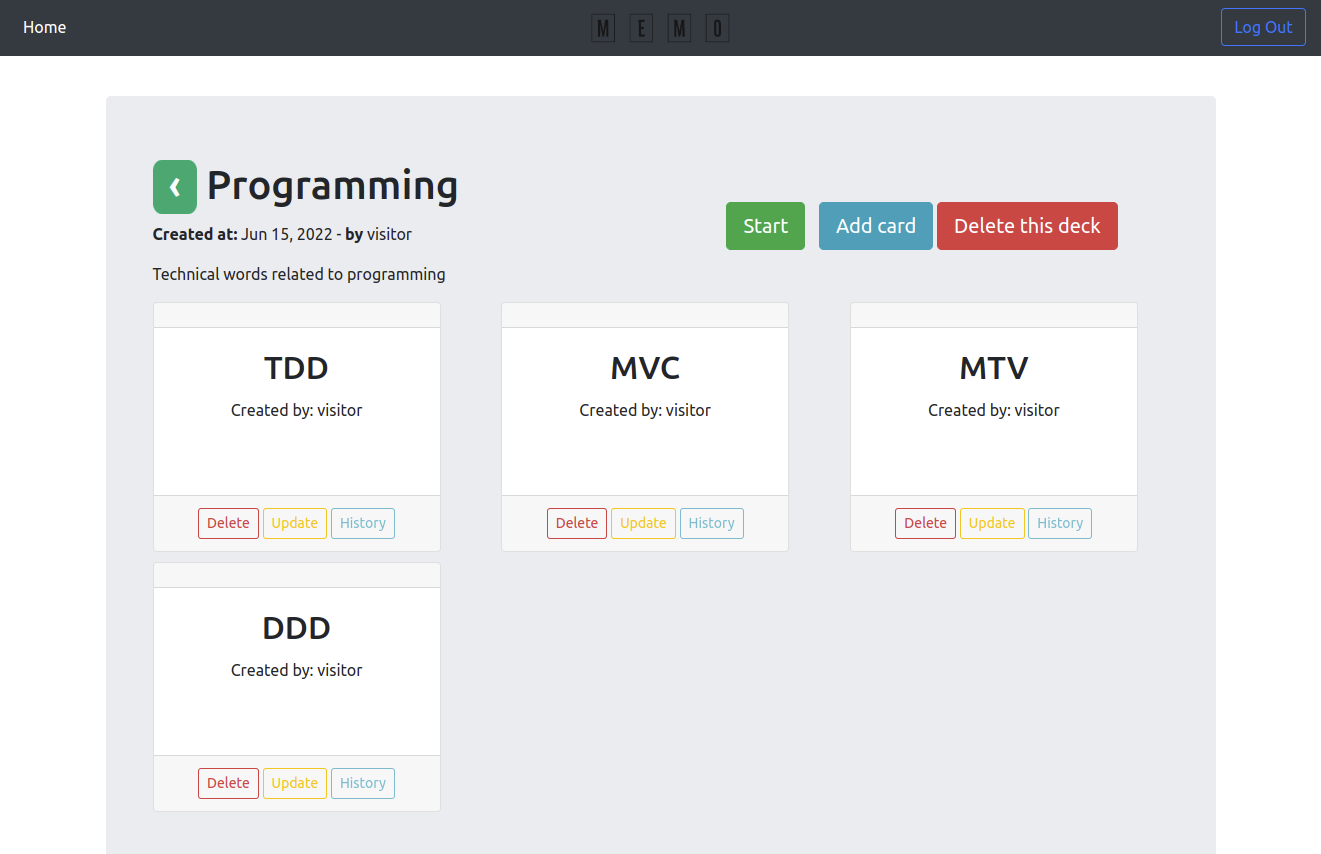 Home
M E M O
Log Out
‹ Programming
Created at: Jun 15, 2022 - by visitor
Start
Add card
Delete this deck
Technical words related to programming
TDD
Created by: visitor
Delete Update History
MVC
Created by: visitor
Delete Update History
MTV
Created by: visitor
Delete Update History
DDD
Created by: visitor
Delete Update History